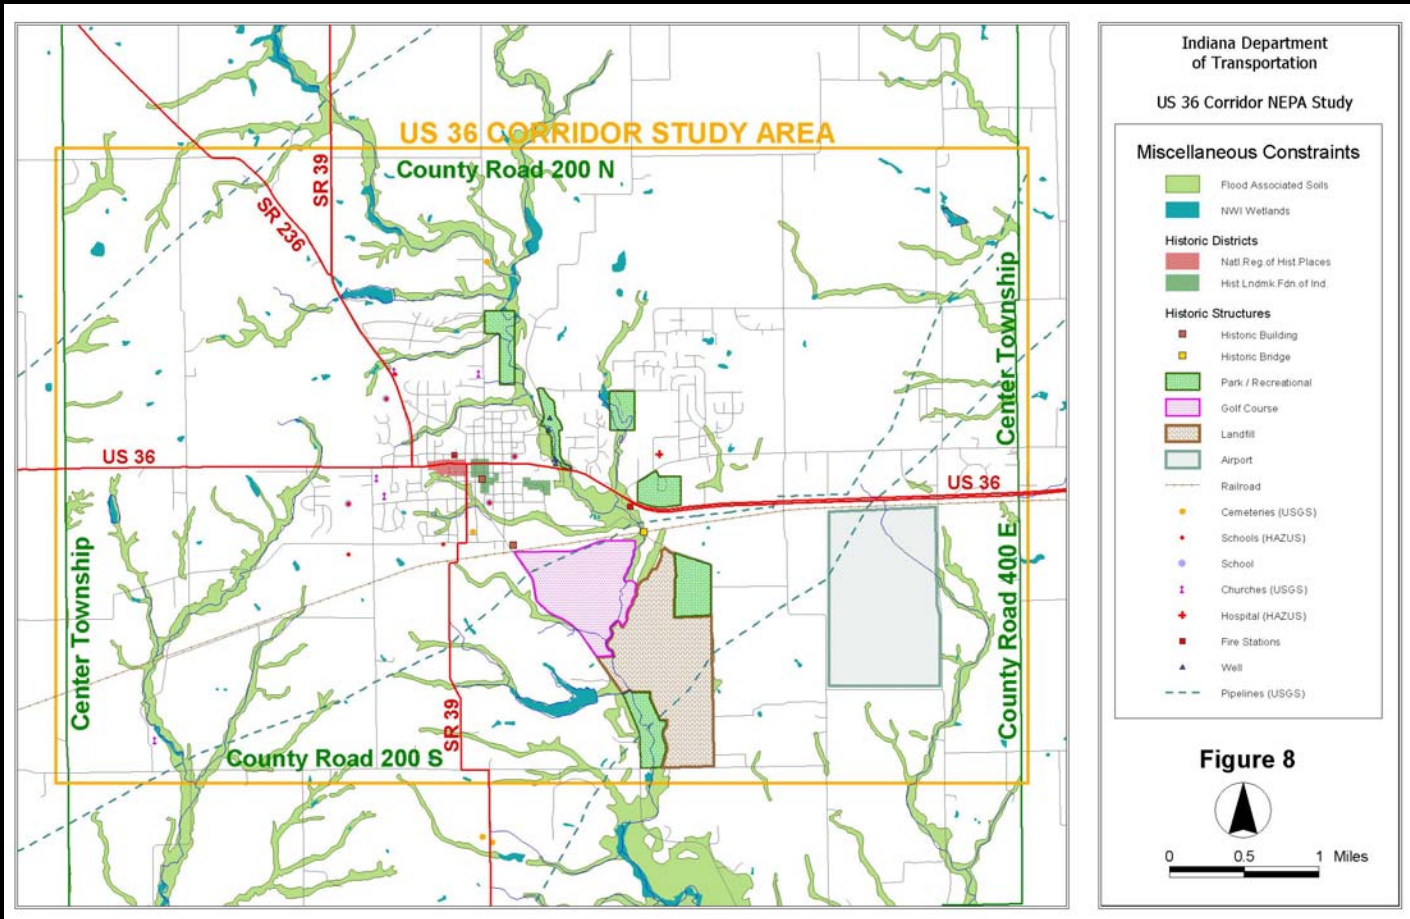 US 36 CORRIDOR STUDY AREA
County Road 200 N
SR 39
SR 236
Center Township
US 36
US 36
Center Township
County Road 400 E
SR 39
County Road 200 S
Indiana Department
of Transportation
US 36 Corridor NEPA Study
Miscellaneous Constraints
Flood Associated Soils
NWI Wetlands
Historic Districts
Natl.Reg.of Hist.Places
Hist.Lndmk.Fdn.of Ind.
Historic Structures
Historic Building
Historic Bridge
Park / Recreational
Golf Course
Landfill
Airport
Railroad
Cemeteries (USGS)
Schools (HAZUS)
School
Churches (USGS)
Hospital (HAZUS)
Fire Stations
Well
Pipelines (USGS)
Figure 8
0 0.5 1 Miles